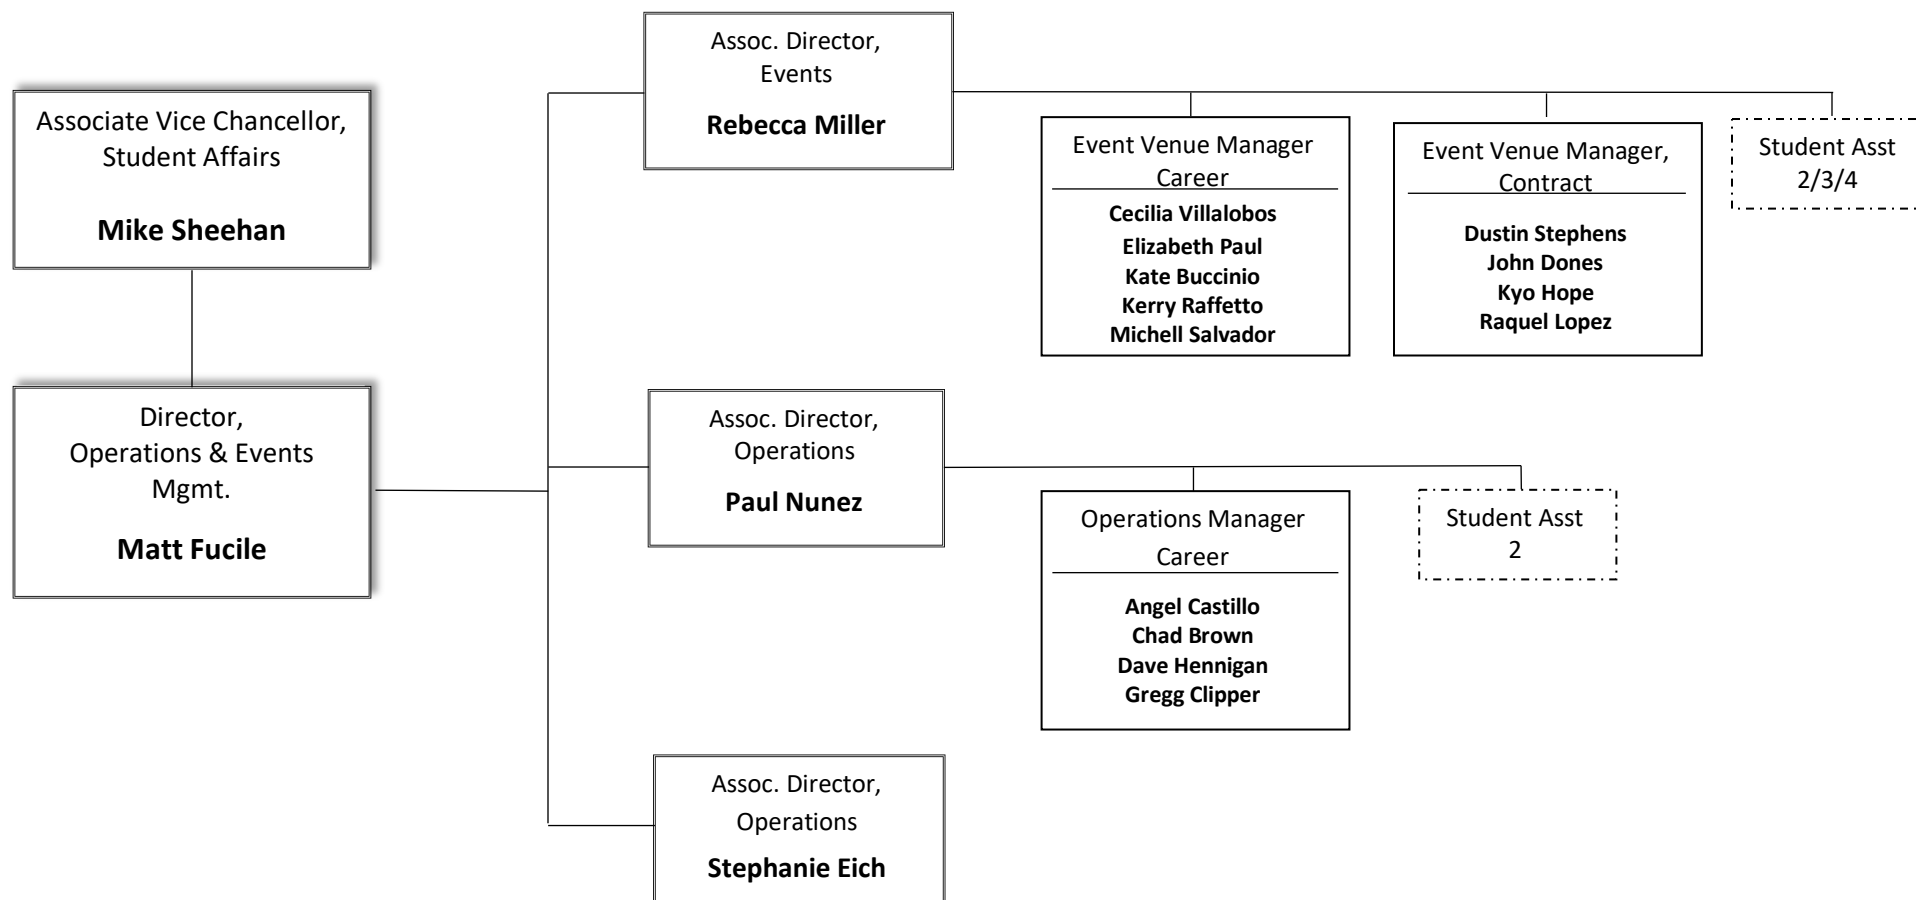 Associate Vice Chancellor,
Student Affairs
Mike Sheehan
Director,
Operations & Events
Mgmt.
Matt Fucile
Assoc. Director,
Events
Rebecca Miller
Event Venue Manager
Career
Cecilia Villalobos
Elizabeth Paul
Kate Buccinio
Kerry Raffetto
Michell Salvador
Event Venue Manager,
Contract
Dustin Stephens
John Dones
Kyo Hope
Raquel Lopez
Student Asst
2/3/4
Assoc. Director,
Operations
Paul Nunez
Operations Manager
Career
Angel Castillo
Chad Brown
Dave Hennigan
Gregg Clipper
Student Asst
2
Assoc. Director,
Operations
Stephanie Eich